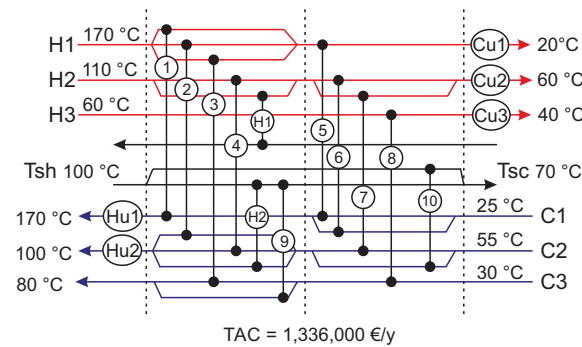 H1 170 °C Cu1 20°C
1
H2 110 °C 2 3 Cu2 60 °C
H3 60 °C H1 5 Cu3 40 °C
4 6 8
Tsh 100 °C Tsc 70 °C
7 10
170 °C Hu1 H2 25 °C C1
9
100 °C Hu2 55 °C C2
80 °C 30 °C C3
TAC = 1,336,000 €/y